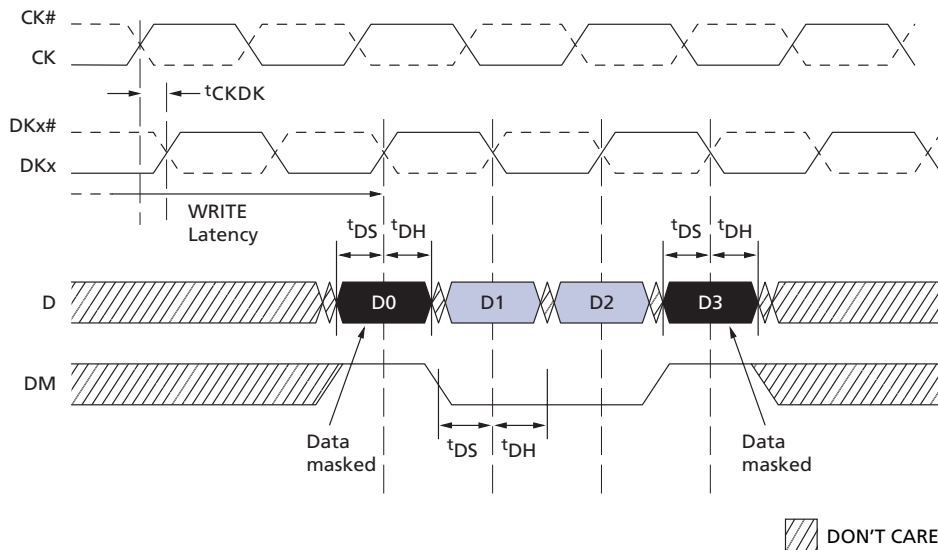 CK#
CK
tCKDK
DKx#
DKx
WRITE
Latency
tDS tDH tDS tDH
D D0 D1 D2 D3
DM
tDS tDH
Data
masked
Data
masked
DON'T CARE